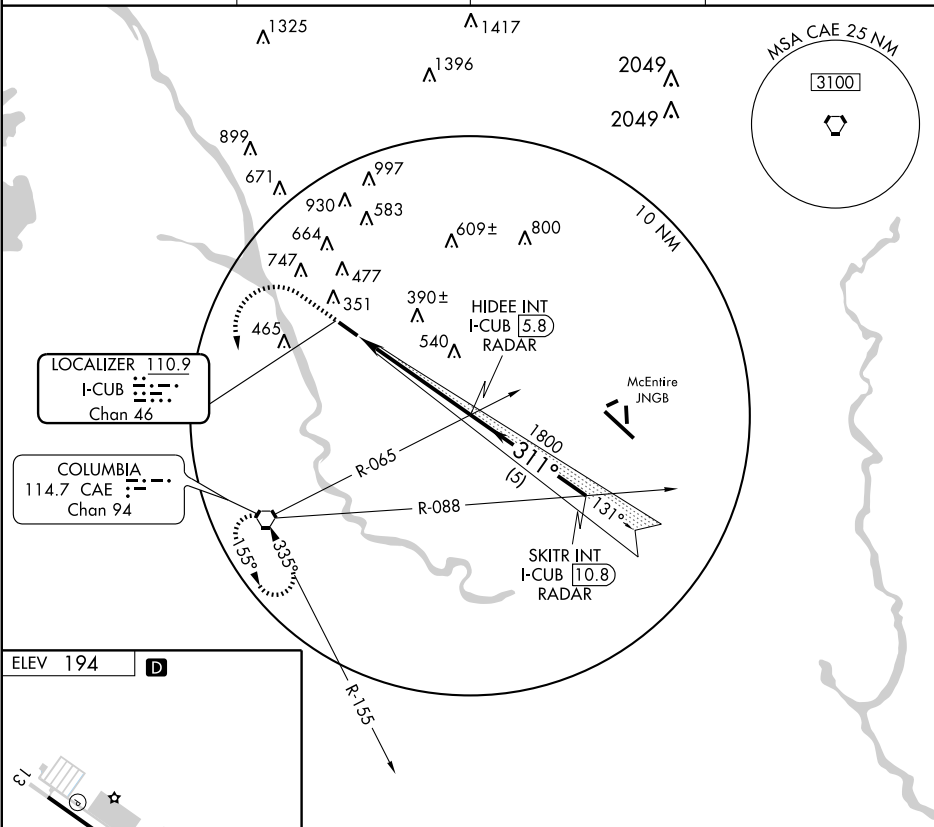 1325
1417
1396
2049
2049
MSA CAE 25 NM
3100
899
671
997
930
583
664
609±
800
747
477
351
390±
465
540
10 NM
HIDEE INT
I-CUB 5.8
RADAR
LOCALIZER 110.9
I-CUB
Chan 46
McEntire
JNGB
1800
311°
(5)
131°
R-065
COLUMBIA
114.7 CAE
Chan 94
R-088
155°
335°
SKITR INT
I-CUB 10.8
RADAR
R-155
ELEV 194 D
13
P